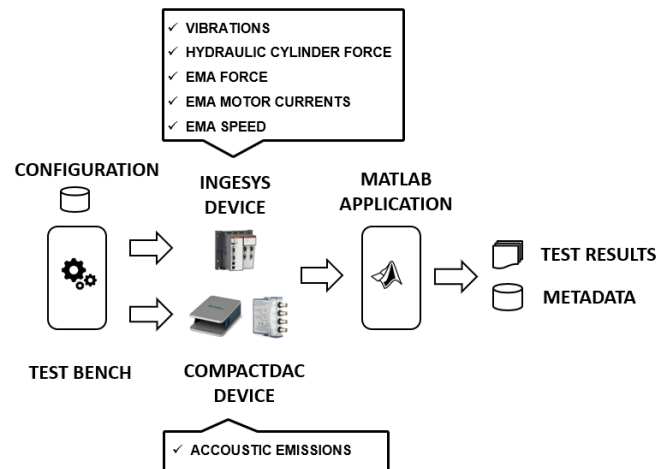 ✓ VIBRATIONS
✓ HYDRAULIC CYLINDER FORCE
✓ EMA FORCE
✓ EMA MOTOR CURRENTS
✓ EMA SPEED
CONFIGURATION
INGESYS
DEVICE
MATLAB
APPLICATION
TEST RESULTS
METADATA
TEST BENCH
COMPACTDAC
DEVICE
✓ ACCOUSTIC EMISSIONS